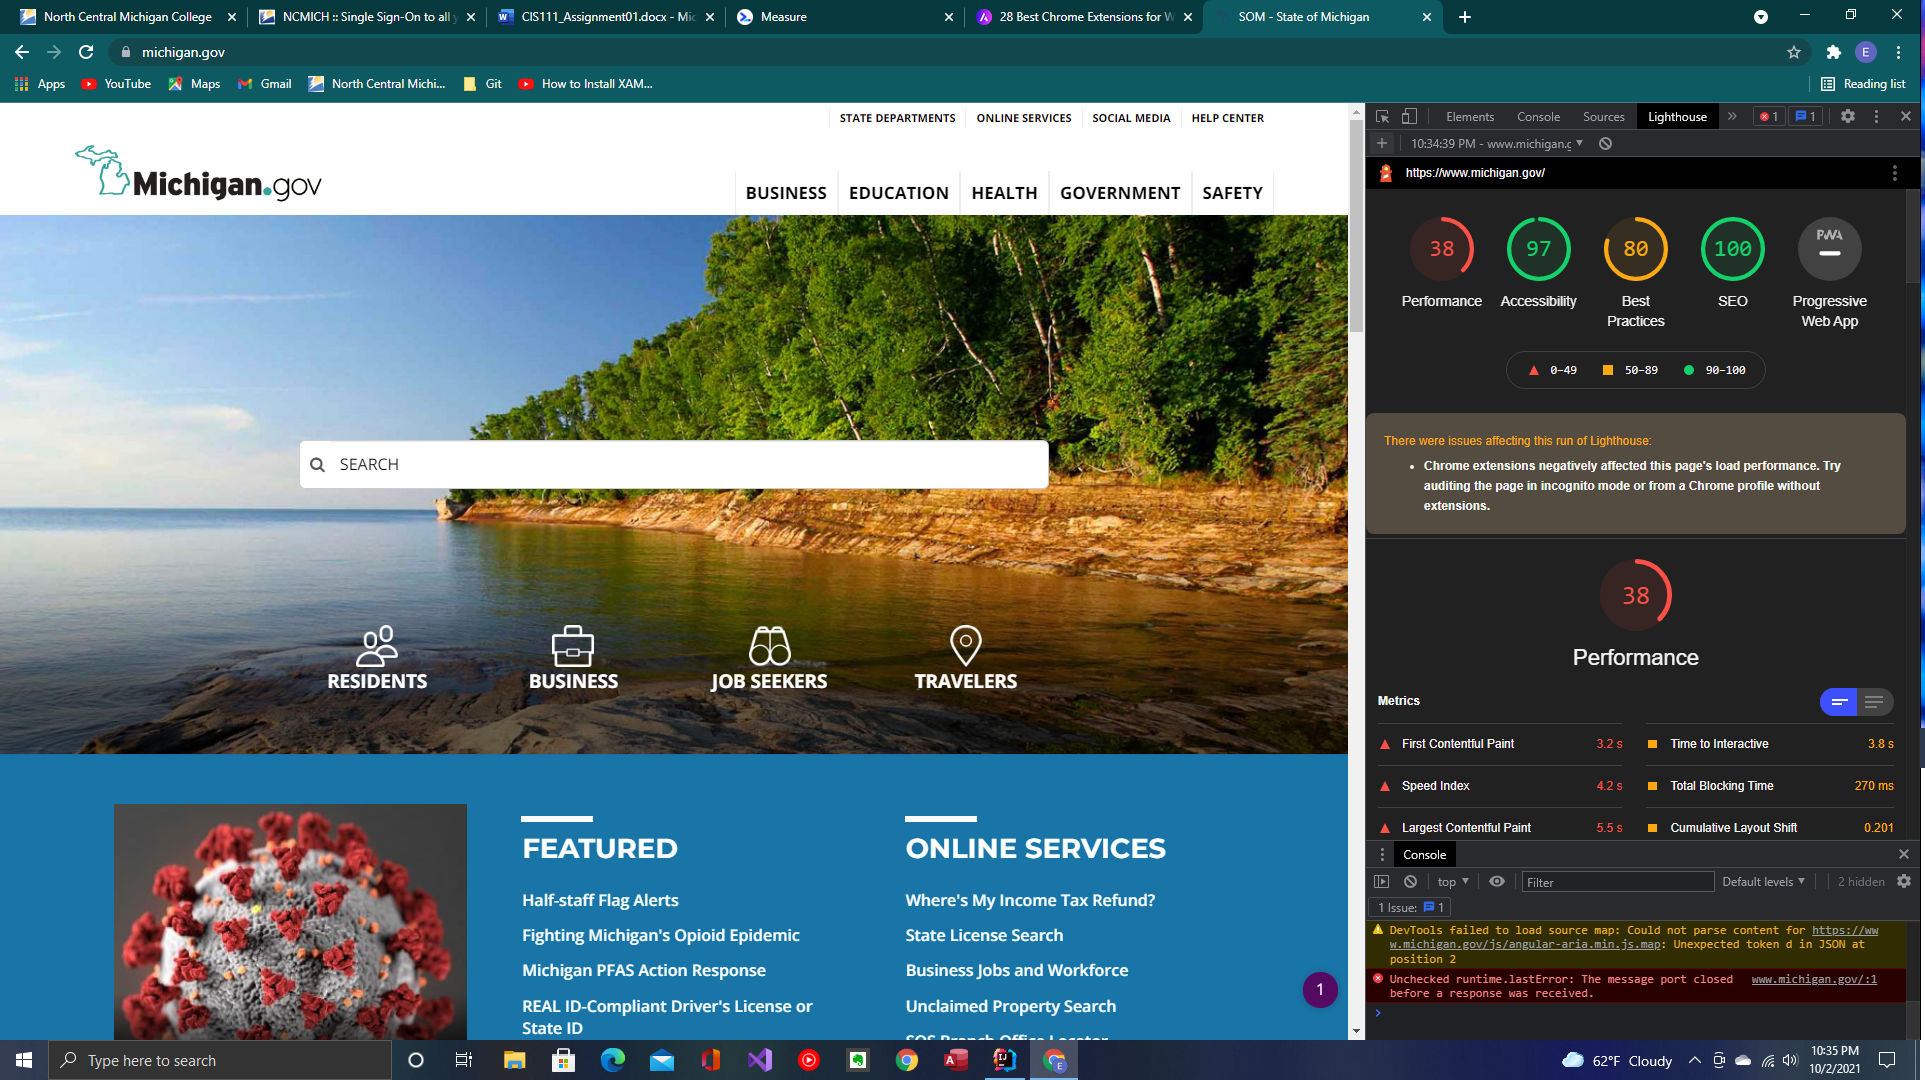 North Central Michigan College
NCMICH :: Single Sign-On to all y
CIS111_Assignment01.docx - Mic
Measure
28 Best Chrome Extensions for W
SOM - State of Michigan
michigan.gov
E
Apps
YouTube
Maps
Gmail
North Central Michi...
Git
How to Install XAM...
Reading list
STATE DEPARTMENTS
ONLINE SERVICES
SOCIAL MEDIA
HELP CENTER
Michigan.gov
BUSINESS
EDUCATION
HEALTH
GOVERNMENT
SAFETY
SEARCH
RESIDENTS
BUSINESS
JOB SEEKERS
TRAVELERS
FEATURED
Half-staff Flag Alerts
Fighting Michigan's Opioid Epidemic
Michigan PFAS Action Response
REAL ID-Compliant Driver's License or
State ID
ONLINE SERVICES
Where's My Income Tax Refund?
State License Search
Business Jobs and Workforce
Unclaimed Property Search
SOS Branch Office Locator
1
Elements
Console
Sources
Lighthouse
1
1
10:34:39 PM - www.michigan.g
https://www.michigan.gov/
38
97
80
100
PWA
Performance
Accessibility
Best
Practices
SEO
Progressive
Web App
0–49
50–89
90–100
There were issues affecting this run of Lighthouse:
Chrome extensions negatively affected this page's load performance. Try
auditing the page in incognito mode or from a Chrome profile without
extensions.
38
Performance
Metrics
First Contentful Paint 3.2 s
Time to Interactive 3.8 s
Speed Index 4.2 s
Total Blocking Time 270 ms
Largest Contentful Paint 5.5 s
Cumulative Layout Shift 0.201
Console
top
Filter
Default levels
2 hidden
1 Issue: 1
DevTools failed to load source map: Could not parse content for https://ww
w.michigan.gov/js/angular-aria.min.js.map: Unexpected token d in JSON at
position 2
Unchecked runtime.lastError: The message port closed www.michigan.gov/:1
before a response was received.
Type here to search
62°F Cloudy
10:35 PM
10/2/2021